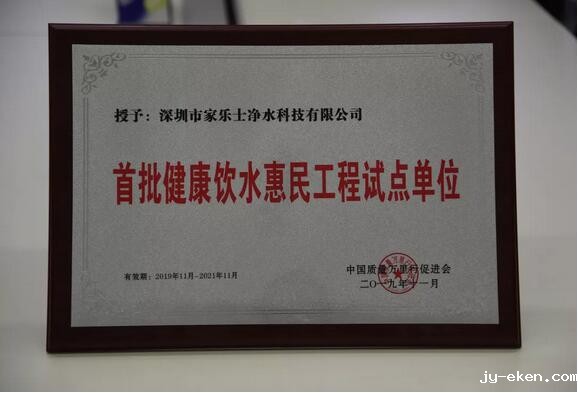 授予：深圳市家乐士净水科技有限公司
首批健康饮水惠民工程试点单位
有效期：2019年11月-2021年11月
中国质量万里行促进会
二〇一九年十一月
jy-eken.com